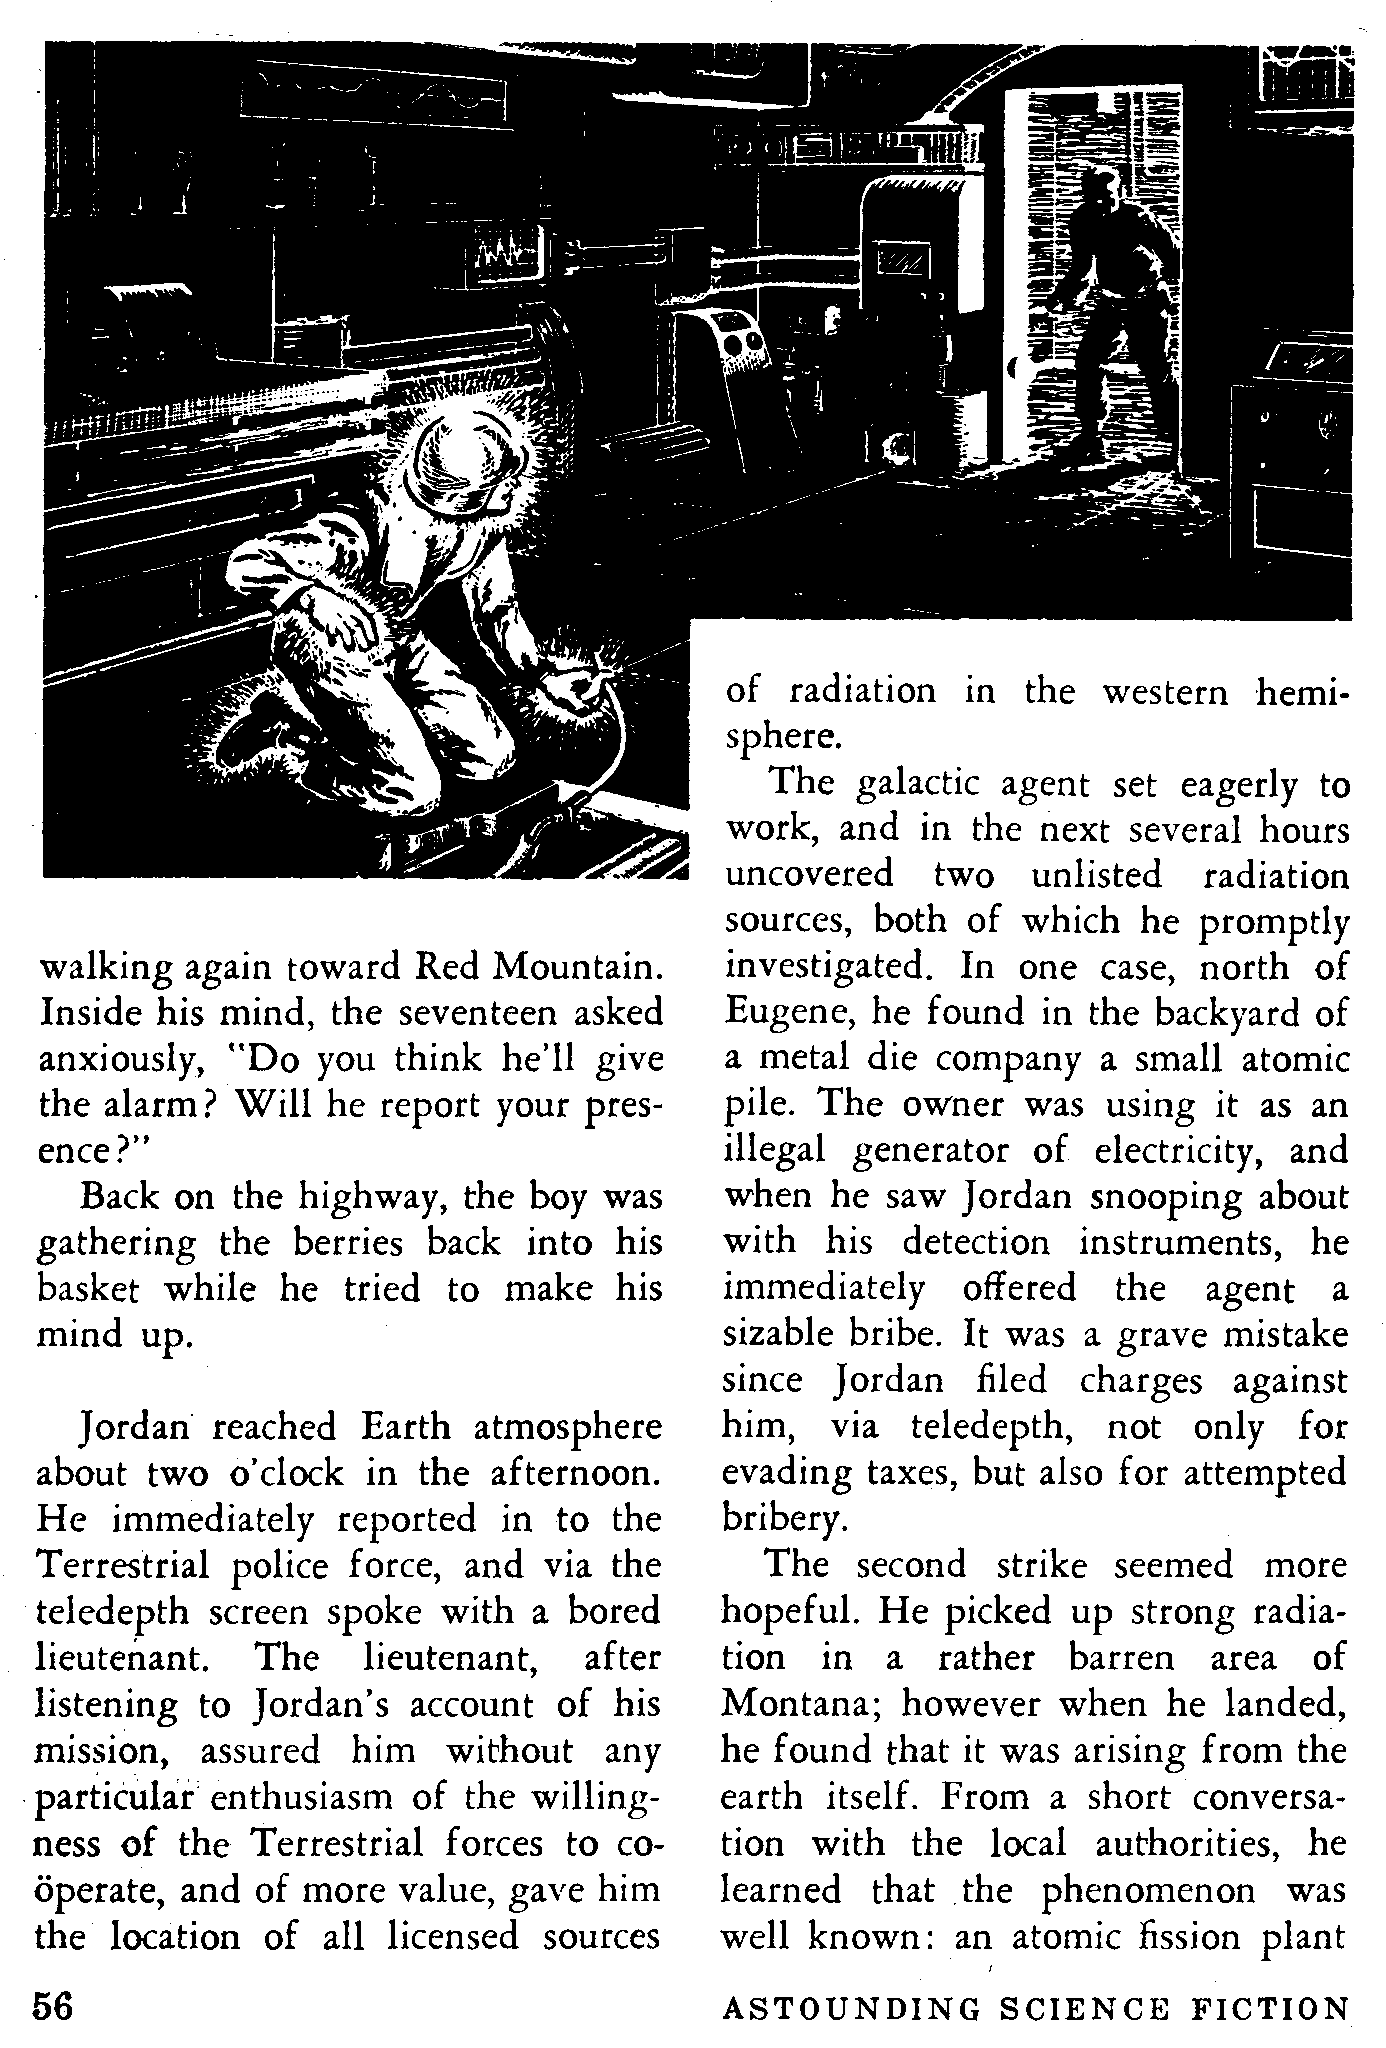 walking again toward Red Mountain.
Inside his mind, the seventeen asked
anxiously, "Do you think he'll give
the alarm? Will he report your pres-
ence?"
Back on the highway, the boy was
gathering the berries back into his
basket while he tried to make his
mind up.
Jordan reached Earth atmosphere
about two o'clock in the afternoon.
He immediately reported in to the
Terrestrial police force, and via the
teledepth screen spoke with a bored
lieutenant. The lieutenant, after
listening to Jordan's account of his
mission, assured him without any
particular enthusiasm of the willing-
ness of the Terrestrial forces to co-
öperate, and of more value, gave him
the location of all licensed sources
of radiation in the western hemi-
sphere.
The galactic agent set eagerly to
work, and in the next several hours
uncovered two unlisted radiation
sources, both of which he promptly
investigated. In one case, north of
Eugene, he found in the backyard of
a metal die company a small atomic
pile. The owner was using it as an
illegal generator of electricity, and
when he saw Jordan snooping about
with his detection instruments, he
immediately offered the agent a
sizable bribe. It was a grave mistake
since Jordan filed charges against
him, via teledepth, not only for
evading taxes, but also for attempted
bribery.
The second strike seemed more
hopeful. He picked up strong radia-
tion in a rather barren area of
Montana; however when he landed,
he found that it was arising from the
earth itself. From a short conversa-
tion with the local authorities, he
learned that the phenomenon was
well known: an atomic fission plant
56
ASTOUNDING SCIENCE FICTION